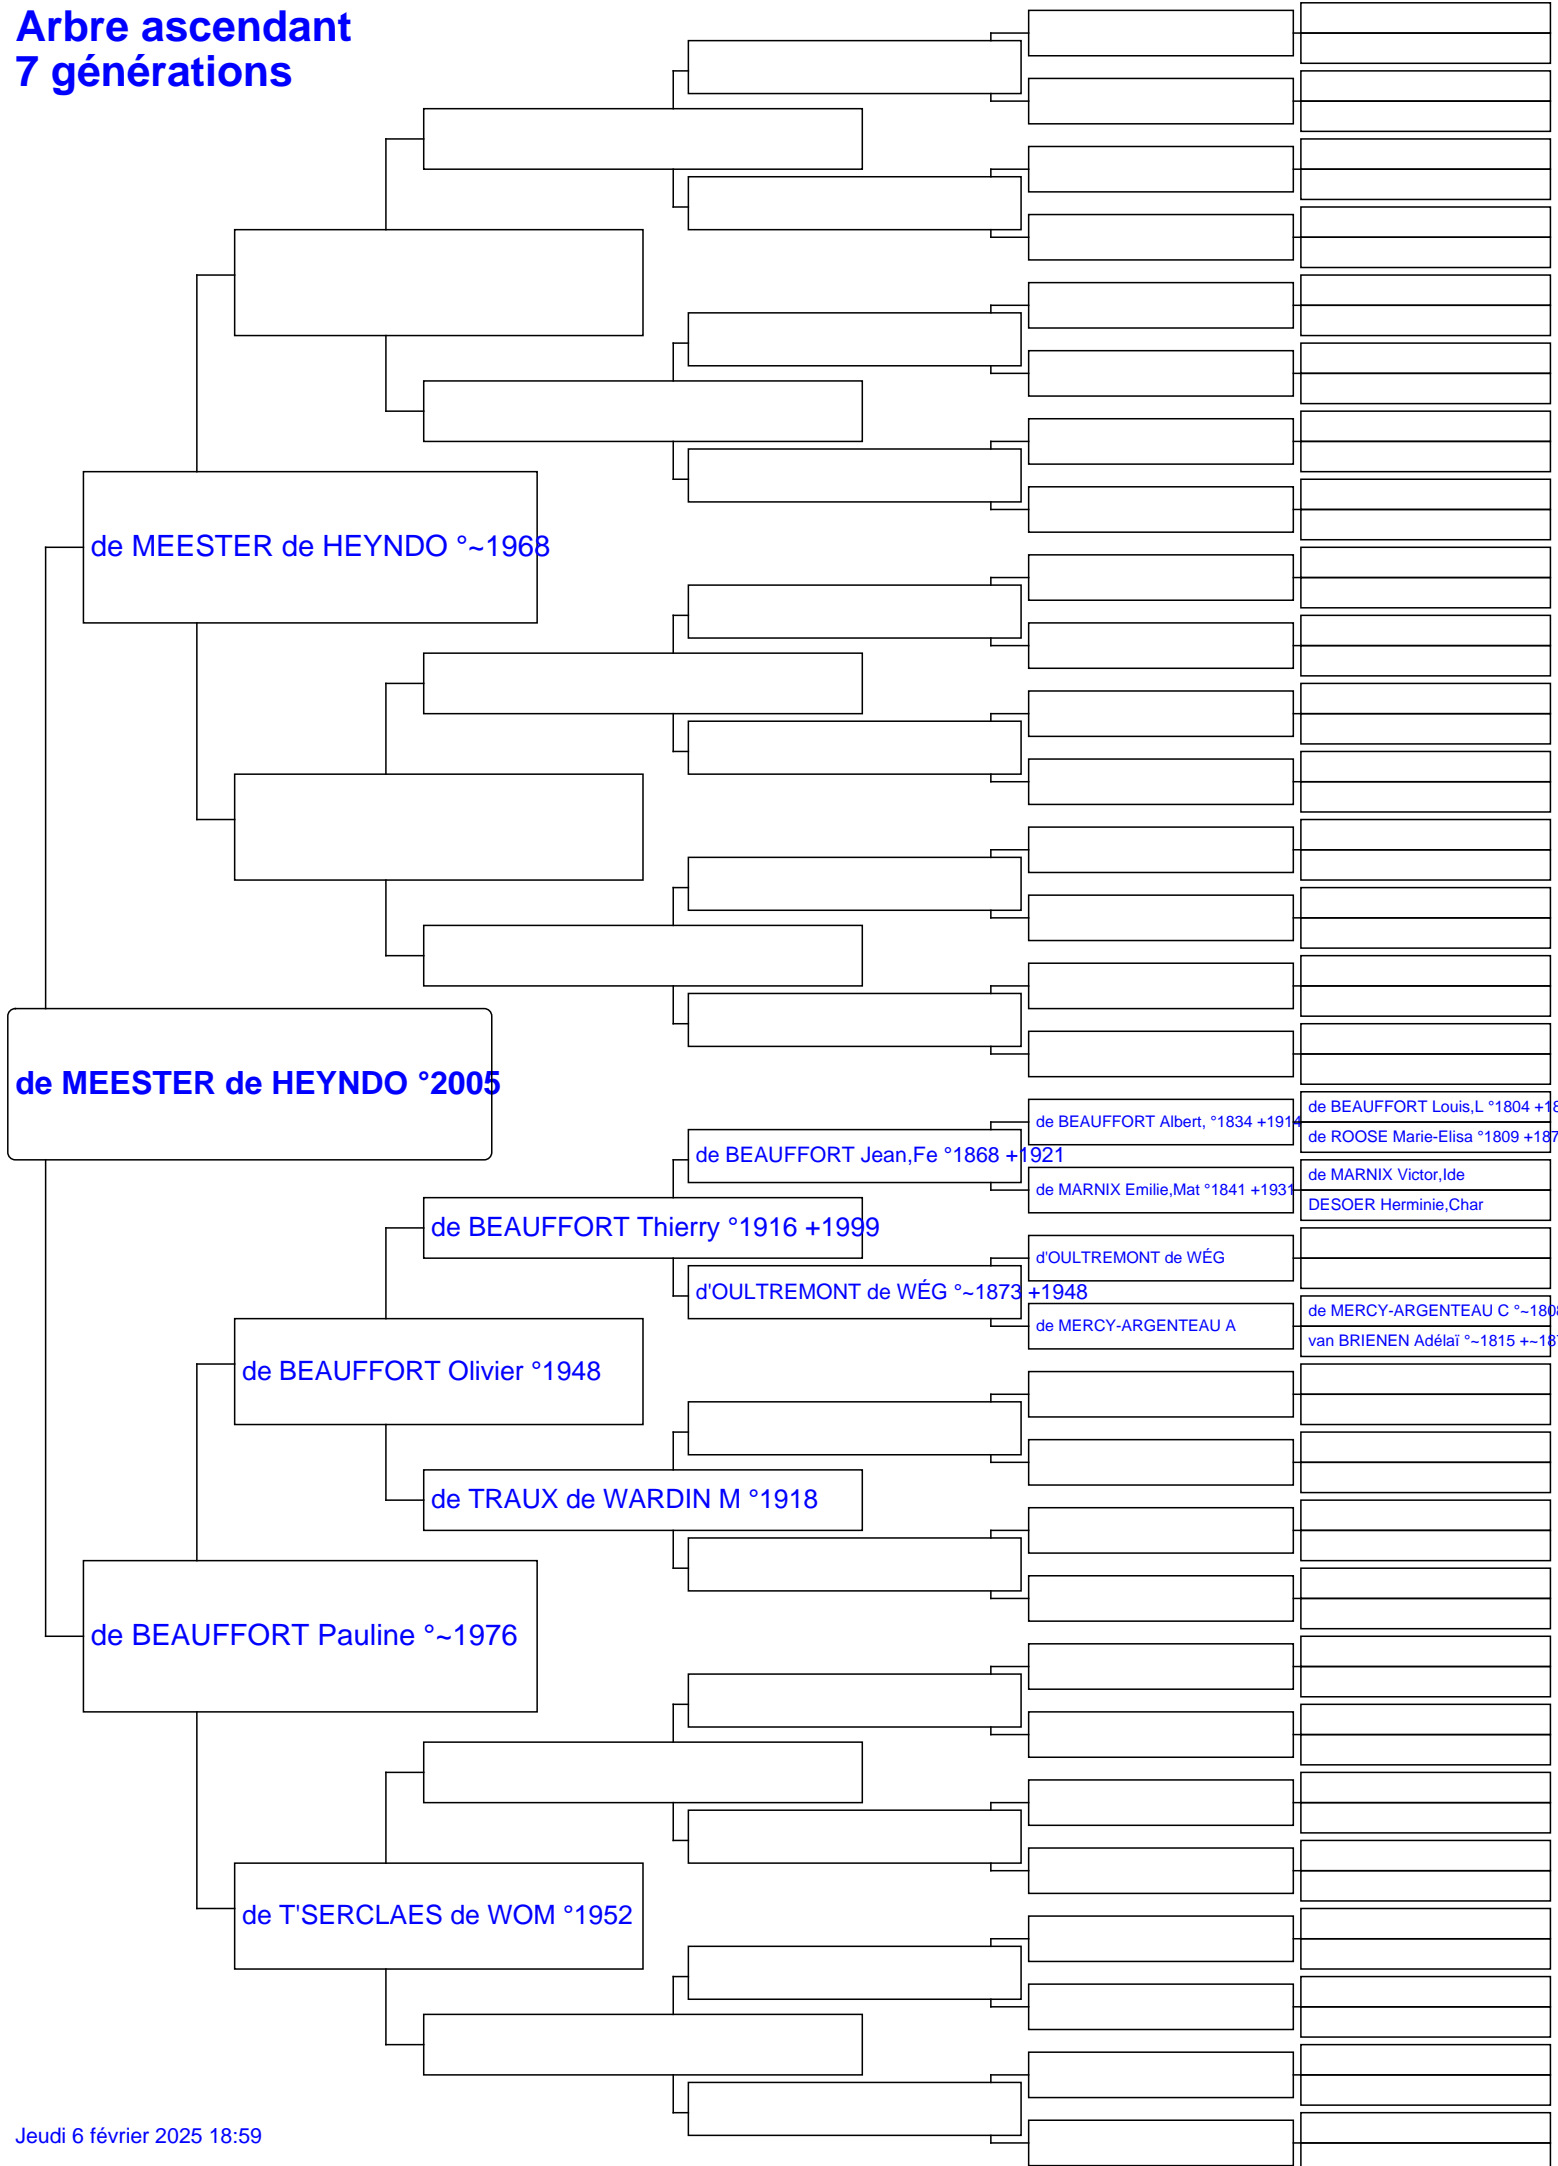 Arbre ascendant
7 générations
de MEESTER de HEYNDO °~1968
de MEESTER de HEYNDO °2005
de BEAUFFORT Louis,L °1804 +18
de BEAUFFORT Albert, °1834 +1914
de ROOSE Marie-Elisa °1809 +187
de BEAUFFORT Jean,Fe °1868 +1921
de MARNIX Victor,Ide
de MARNIX Emilie,Mat °1841 +1931
DESOER Herminie,Char
de BEAUFFORT Thierry °1916 +1999
d'OULTREMONT de WÉG
d'OULTREMONT de WÉG °~1873 +1948
de MERCY-ARGENTEAU C °~1808
de MERCY-ARGENTEAU A
van BRIENEN Adélaï °~1815 +~187
de BEAUFFORT Olivier °1948
de TRAUX de WARDIN M °1918
de BEAUFFORT Pauline °~1976
de T'SERCLAES de WOM °1952
Jeudi 6 février 2025 18:59